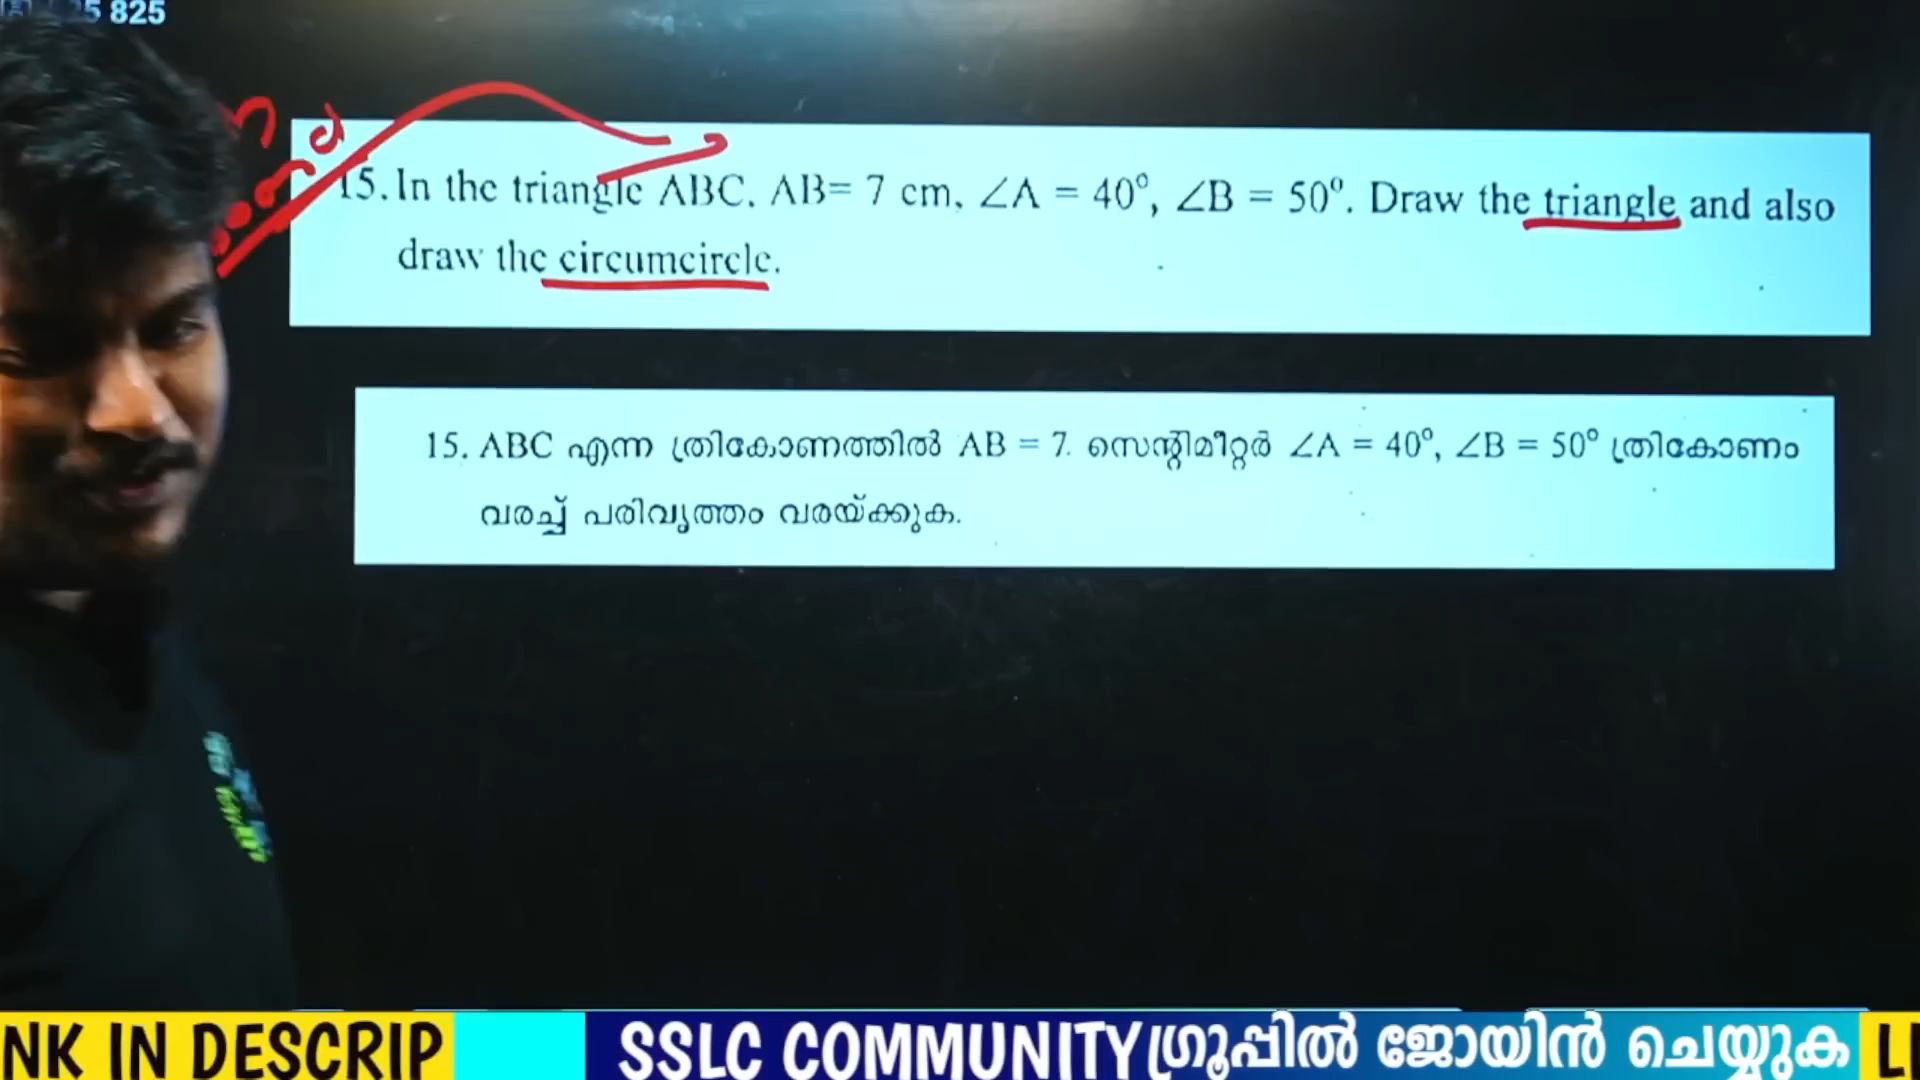 825
15. In the triangle ABC, AB= 7 cm, ∠A = 40°, ∠B = 50°. Draw the triangle and also
draw the circumcircle.
15. ABC എന്ന ത്രികോണത്തിൽ AB = 7. സെന്റിമീറ്റർ ∠A = 40°, ∠B = 50° ത്രികോണം
വരച്ച് പരിവൃത്തം വരയ്ക്കുക.
NK IN DESCRIP SSLC COMMUNITY ഗ്രൂപ്പിൽ ജോയിൻ ചെയ്യുക LI